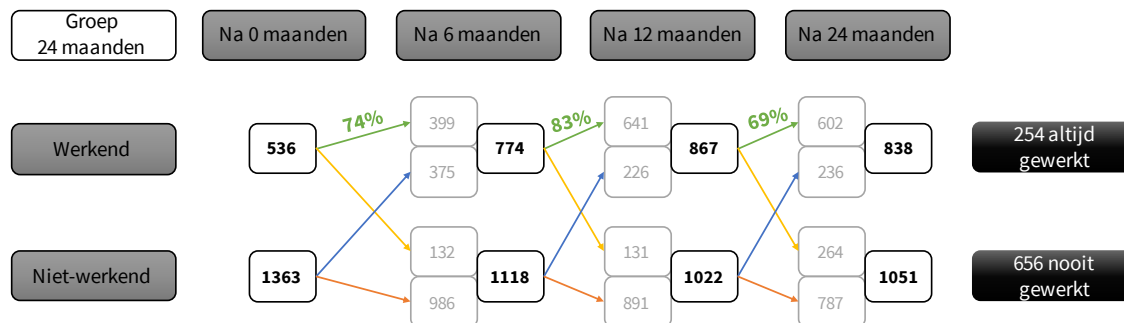 Groep
24 maanden
Na 0 maanden
Na 6 maanden
Na 12 maanden
Na 24 maanden
Werkend
536
74%
399
375
774
83%
641
226
867
69%
602
236
838
254 altijd
gewerkt
Niet-werkend
1363
132
986
1118
131
891
1022
264
787
1051
656 nooit
gewerkt